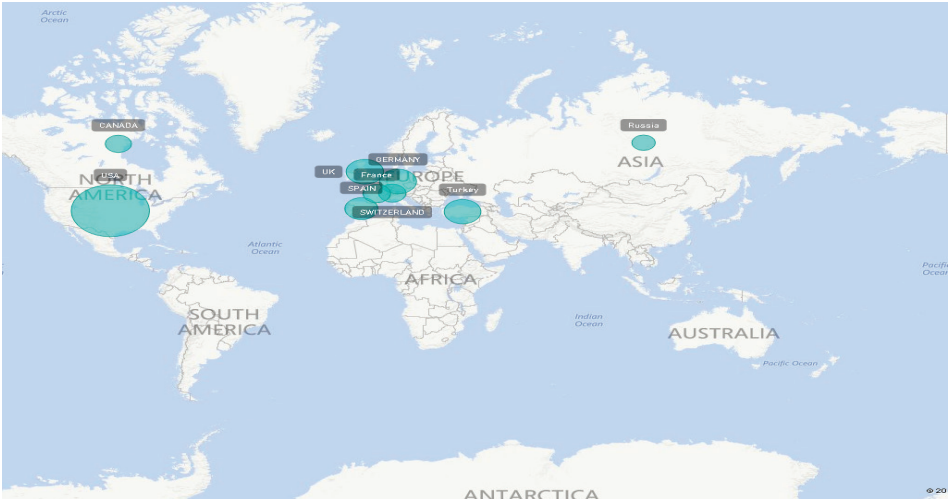 Arctic
Ocean
CANADA
Russia
GERMANY
ASIA
UK
France
EUROPE
USA
NORTH
AMERICA
SPAIN
Turkey
SWITZERLAND
Atlantic
Ocean
Pacific
Ocean
AFRICA
SOUTH
AMERICA
Indian
Ocean
AUSTRALIA
Pacific Ocean
ANTARCTICA
© 20